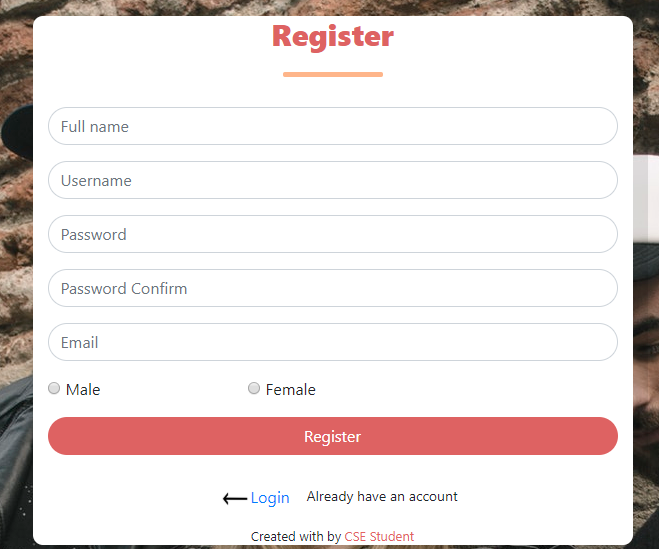 Register
Full name
Username
Password
Password Confirm
Email
Male Female
Register
Login Already have an account
Created with by CSE Student